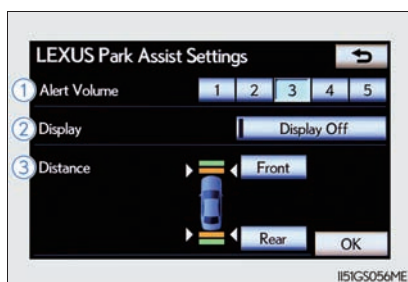 LEXUS Park Assist Settings
1 Alert Volume 1 2 3 4 5
2 Display Display Off
3 Distance Front
Rear OK
II51GS056ME